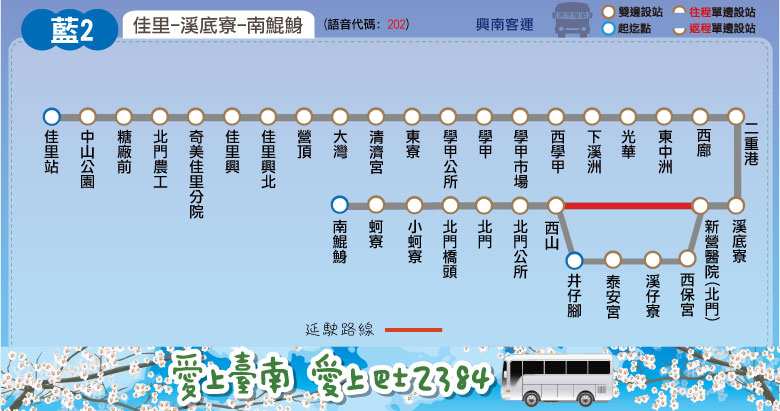 藍2
佳里-溪底寮-南鯤鯓
(語音代碼: 202)
興南客運
雙邊設站
往程單邊設站
起迄點
返程單邊設站
佳里站
中山公園
糖廠前
北門農工
奇美佳里分院
佳里興
佳里興北
營頂
大灣
清濟宮
東寮
學甲公所
學甲
學甲市場
西學甲
下溪洲
光華
東中洲
西廍
二重港
南鯤鯓
蚵寮
小蚵寮
北門橋頭
北門
北門公所
西山
新營醫院(北門)
溪底寮
井仔腳
泰安宮
溪仔寮
西保宮
延駛路線
愛上臺南 愛上巴士2384